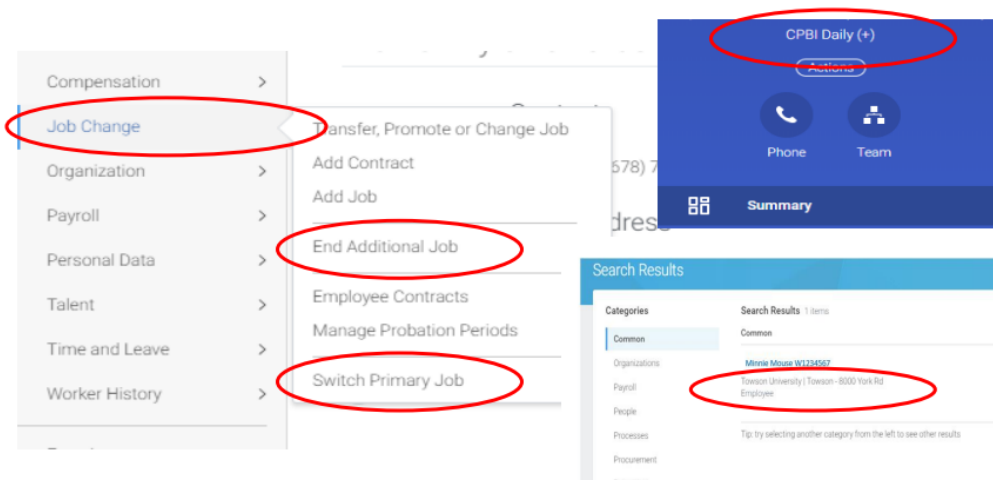 Compensation
Job Change
Organization
Payroll
Personal Data
Talent
Time and Leave
Worker History
Transfer, Promote or Change Job
Add Contract
Add Job
End Additional Job
Employee Contracts
Manage Probation Periods
Switch Primary Job
678) 7
dress
CPBI Daily (+)
Actions
Phone
Team
Summary
Search Results
Categories
Common
Organizations
Payroll
People
Processes
Procurement
Search Results 1 items
Common
Minnie Mouse W1234567
Towson University | Towson - 8000 York Rd
Employee
Tip: try selecting another category from the left to see other results